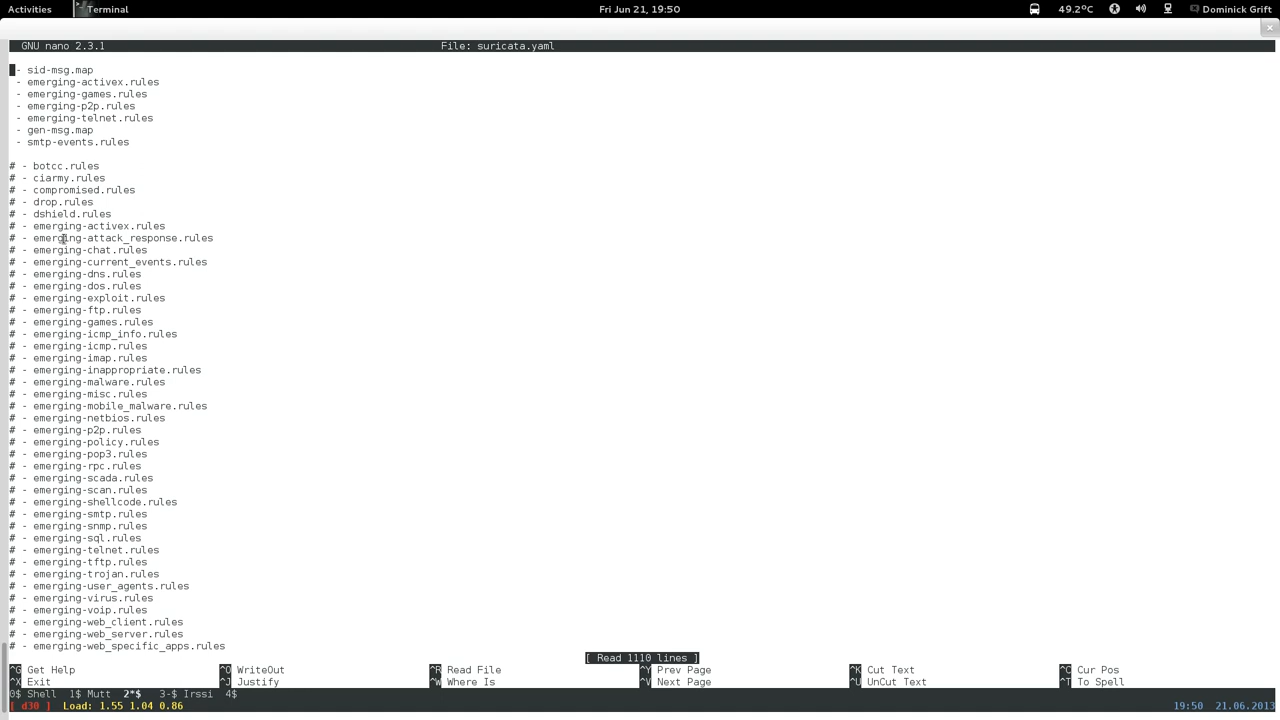 Activities Terminal Fri Jun 21, 19:50 49.2°C Dominick Grift
GNU nano 2.3.1 File: suricata.yaml
- sid-msg.map
- emerging-activex.rules
- emerging-games.rules
- emerging-p2p.rules
- emerging-telnet.rules
- gen-msg.map
- smtp-events.rules
# - botcc.rules
# - ciarmy.rules
# - compromised.rules
# - drop.rules
# - dshield.rules
# - emerging-activex.rules
# - emerging-attack_response.rules
# - emerging-chat.rules
# - emerging-current_events.rules
# - emerging-dns.rules
# - emerging-dos.rules
# - emerging-exploit.rules
# - emerging-ftp.rules
# - emerging-games.rules
# - emerging-icmp_info.rules
# - emerging-icmp.rules
# - emerging-imap.rules
# - emerging-inappropriate.rules
# - emerging-malware.rules
# - emerging-misc.rules
# - emerging-mobile_malware.rules
# - emerging-netbios.rules
# - emerging-p2p.rules
# - emerging-policy.rules
# - emerging-pop3.rules
# - emerging-rpc.rules
# - emerging-scada.rules
# - emerging-scan.rules
# - emerging-shellcode.rules
# - emerging-smtp.rules
# - emerging-snmp.rules
# - emerging-sql.rules
# - emerging-telnet.rules
# - emerging-tftp.rules
# - emerging-trojan.rules
# - emerging-user_agents.rules
# - emerging-virus.rules
# - emerging-voip.rules
# - emerging-web_client.rules
# - emerging-web_server.rules
# - emerging-web_specific_apps.rules
[ Read 1110 lines ]
^G Get Help ^O WriteOut ^R Read File ^Y Prev Page ^K Cut Text ^C Cur Pos
^X Exit ^J Justify ^W Where Is ^V Next Page ^U UnCut Text ^T To Spell
0$ Shell 1$ Mutt 2*$ 3-$ Irssi 4$
[ d30 ] Load: 1.55 1.04 0.86 19:50 21.06.2013